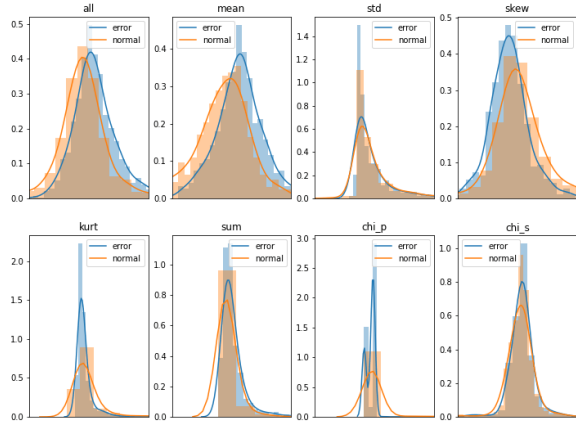 all
0.5
0.4
0.3
0.2
0.1
0.0
error
normal
mean
0.4
0.3
0.2
0.1
0.0
error
normal
std
1.4
1.2
1.0
0.8
0.6
0.4
0.2
0.0
error
normal
skew
0.5
0.4
0.3
0.2
0.1
0.0
error
normal
kurt
2.0
1.5
1.0
0.5
0.0
error
normal
sum
1.0
0.8
0.6
0.4
0.2
0.0
error
normal
chi_p
3.0
2.5
2.0
1.5
1.0
0.5
0.0
error
normal
chi_s
1.0
0.8
0.6
0.4
0.2
0.0
error
normal